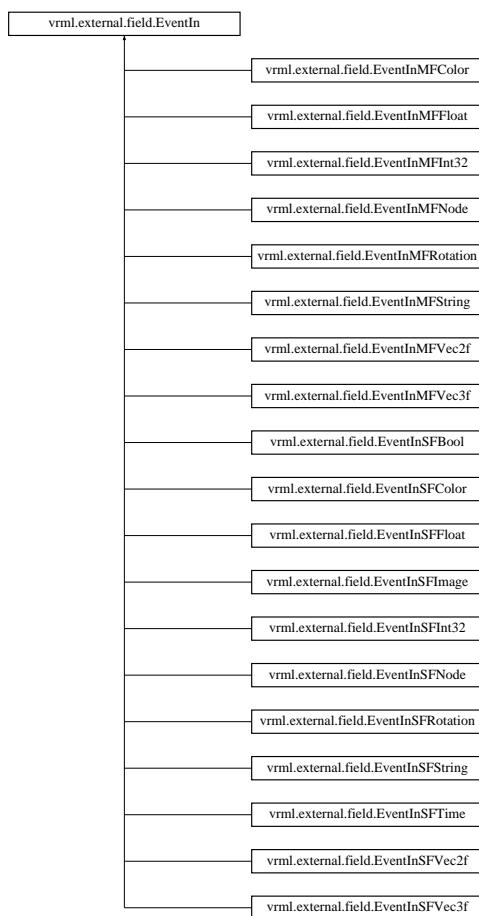 vrml.external.field.EventIn
vrml.external.field.EventInMFColor
vrml.external.field.EventInMFFloat
vrml.external.field.EventInMFInt32
vrml.external.field.EventInMFNode
vrml.external.field.EventInMFRotation
vrml.external.field.EventInMFString
vrml.external.field.EventInMFVec2f
vrml.external.field.EventInMFVec3f
vrml.external.field.EventInSFBool
vrml.external.field.EventInSFColor
vrml.external.field.EventInSFFloat
vrml.external.field.EventInSFImage
vrml.external.field.EventInSFInt32
vrml.external.field.EventInSFNode
vrml.external.field.EventInSFRotation
vrml.external.field.EventInSFString
vrml.external.field.EventInSFTime
vrml.external.field.EventInSFVec2f
vrml.external.field.EventInSFVec3f